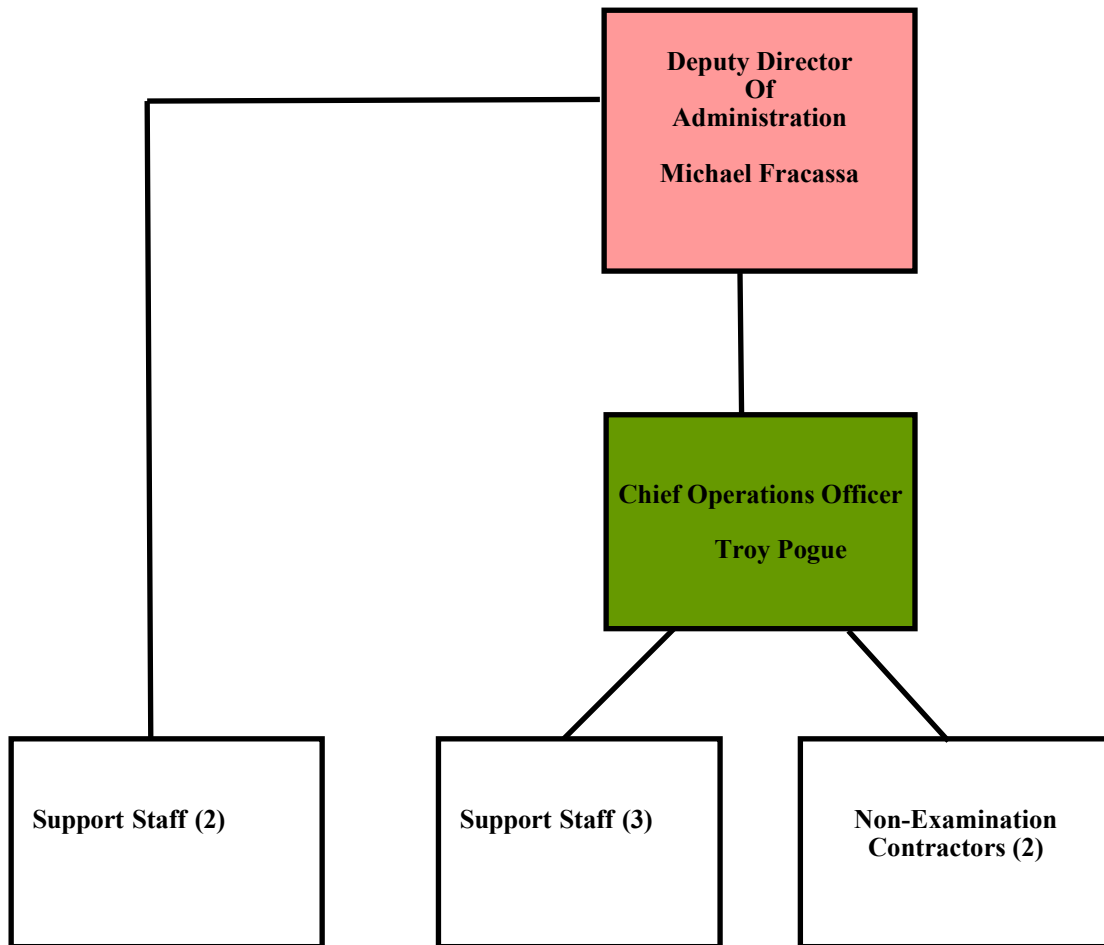 Deputy Director
Of
Administration
Michael Fracassa
Chief Operations Officer
Troy Pogue
Support Staff (2)
Support Staff (3)
Non-Examination
Contractors (2)